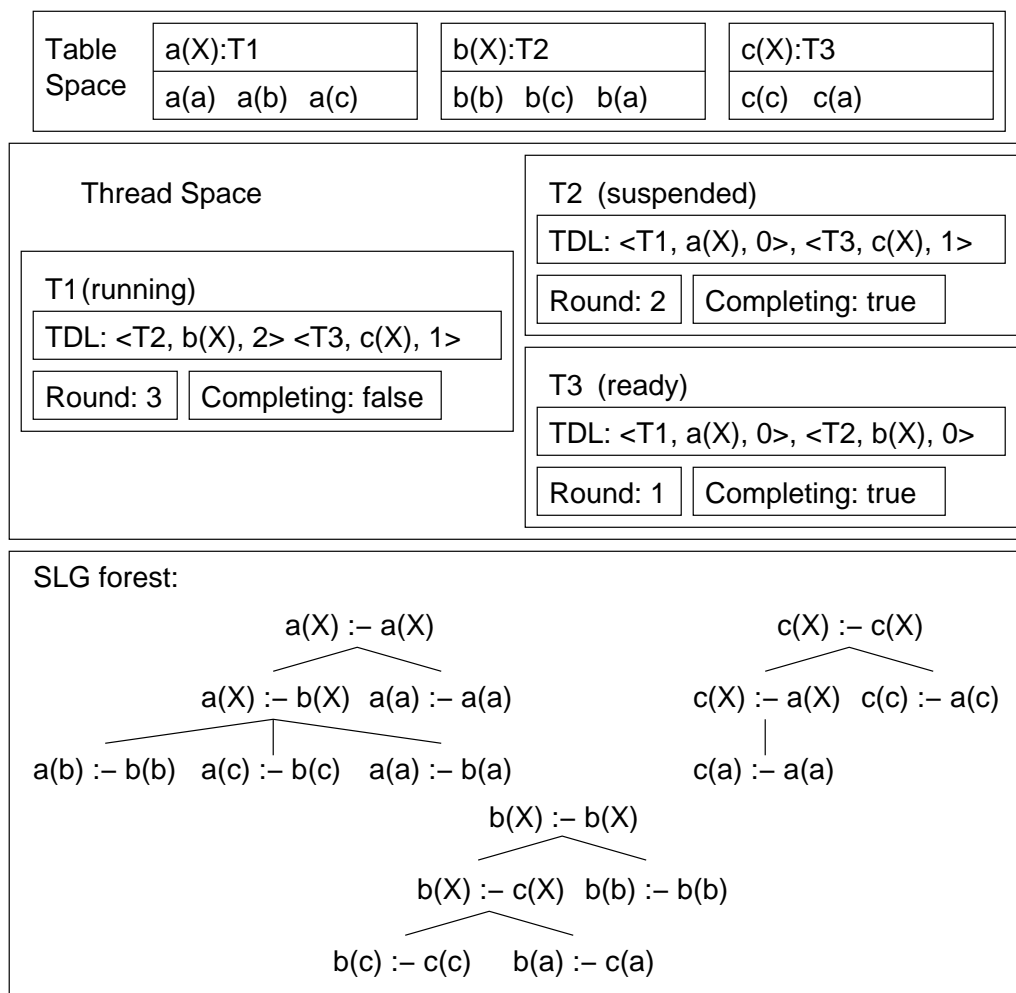 Table Space
a(X):T1
a(a) a(b) a(c)
b(X):T2
b(b) b(c) b(a)
c(X):T3
c(c) c(a)
Thread Space
T1(running)
TDL: <T2, b(X), 2> <T3, c(X), 1>
Round: 3
Completing: false
T2 (suspended)
TDL: <T1, a(X), 0>, <T3, c(X), 1>
Round: 2
Completing: true
T3 (ready)
TDL: <T1, a(X), 0>, <T2, b(X), 0>
Round: 1
Completing: true
SLG forest:
a(X) :− a(X)
a(X) :− b(X) a(a) :− a(a)
a(b) :− b(b) a(c) :− b(c) a(a) :− b(a)
c(X) :− c(X)
c(X) :− a(X) c(c) :− a(c)
c(a) :− a(a)
b(X) :− b(X)
b(X) :− c(X) b(b) :− b(b)
b(c) :− c(c) b(a) :− c(a)